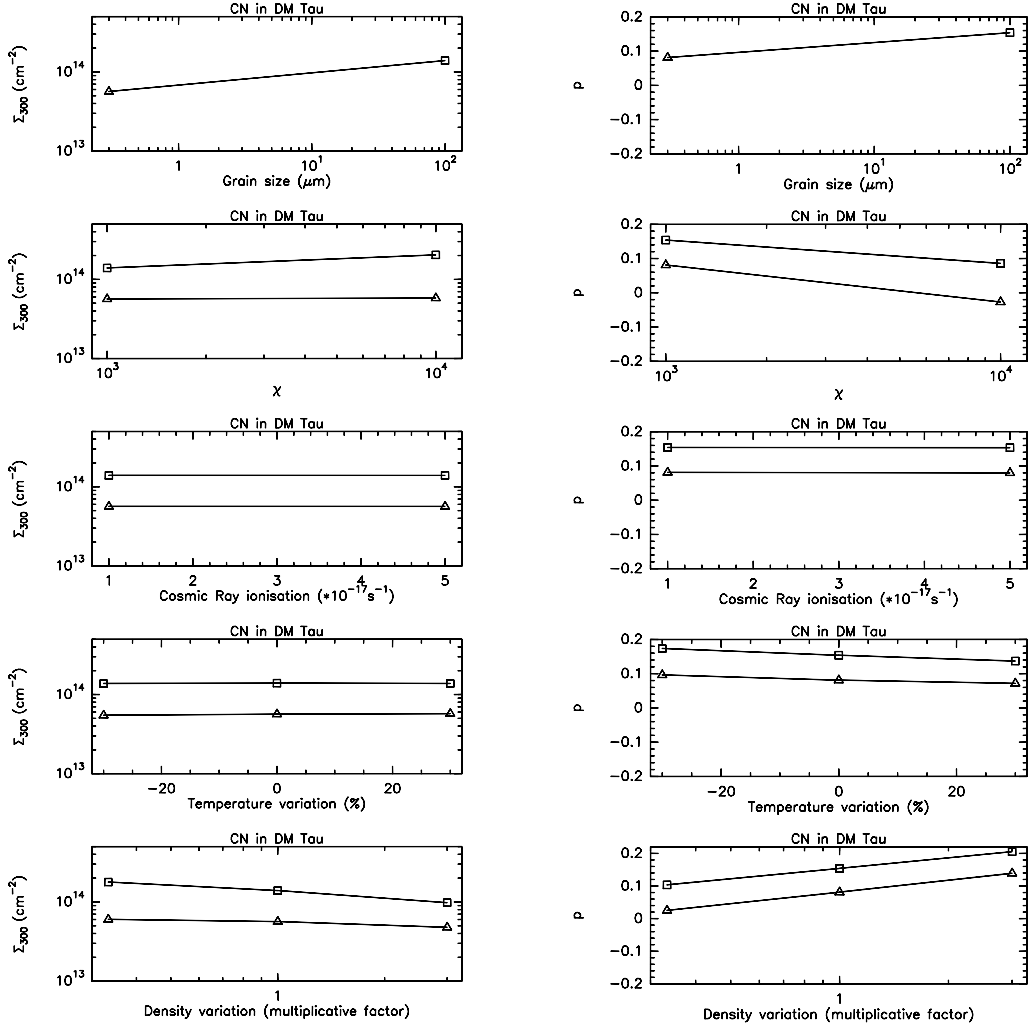 CN in DM Tau
Σ300 (cm−2)
10^14
10^13
1 10^1 10^2
Grain size (μm)
CN in DM Tau
p
0.2
0.1
0
−0.1
−0.2
1 10^1 10^2
Grain size (μm)
CN in DM Tau
Σ300 (cm−2)
10^14
10^13
10^3 10^4
χ
CN in DM Tau
p
0.2
0.1
0
−0.1
−0.2
10^3 10^4
χ
CN in DM Tau
Σ300 (cm−2)
10^14
10^13
1 2 3 4 5
Cosmic Ray ionisation (*10−17s−1)
CN in DM Tau
p
0.2
0.1
0
−0.1
−0.2
1 2 3 4 5
Cosmic Ray ionisation (*10−17s−1)
CN in DM Tau
Σ300 (cm−2)
10^14
10^13
−20 0 20
Temperature variation (%)
CN in DM Tau
p
0.2
0.1
0
−0.1
−0.2
−20 0 20
Temperature variation (%)
CN in DM Tau
Σ300 (cm−2)
10^14
10^13
1
Density variation (multiplicative factor)
CN in DM Tau
p
0.2
0.1
0
−0.1
−0.2
1
Density variation (multiplicative factor)